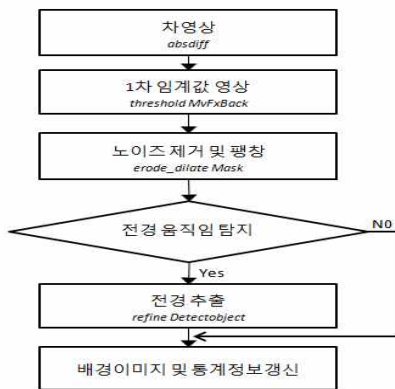 차영상
absdiff
1차 임계값 영상
threshold MvFxBack
노이즈 제거 및 팽창
erode_dilate Mask
전경 움직임 탐지
NO
Yes
전경 추출
refine Detectobject
배경이미지 및 통계정보갱신